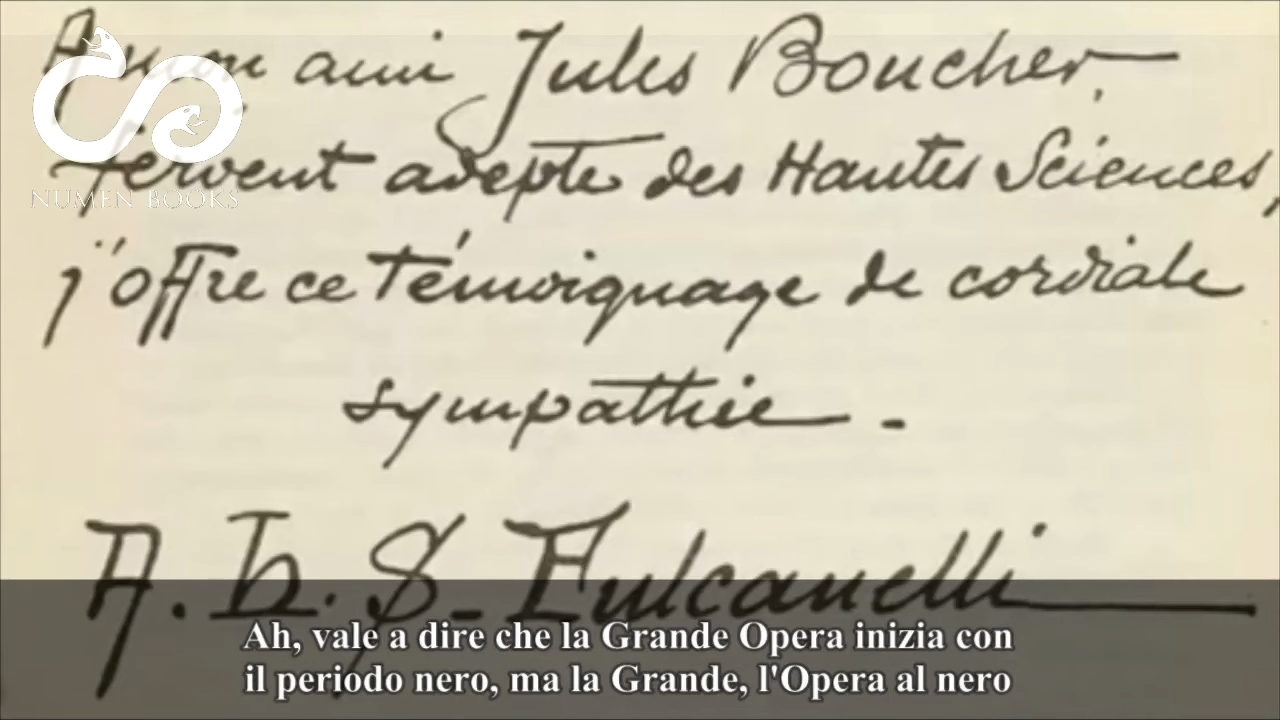 A mon ami Jules Boucher,
fervent adepte des Hautes Sciences,
j'offre ce témoignage de cordiale
sympathie.
A. H. S. Fulcanelli
NUMEN BOOKS
Ah, vale a dire che la Grande Opera inizia con
il periodo nero, ma la Grande, l'Opera al nero